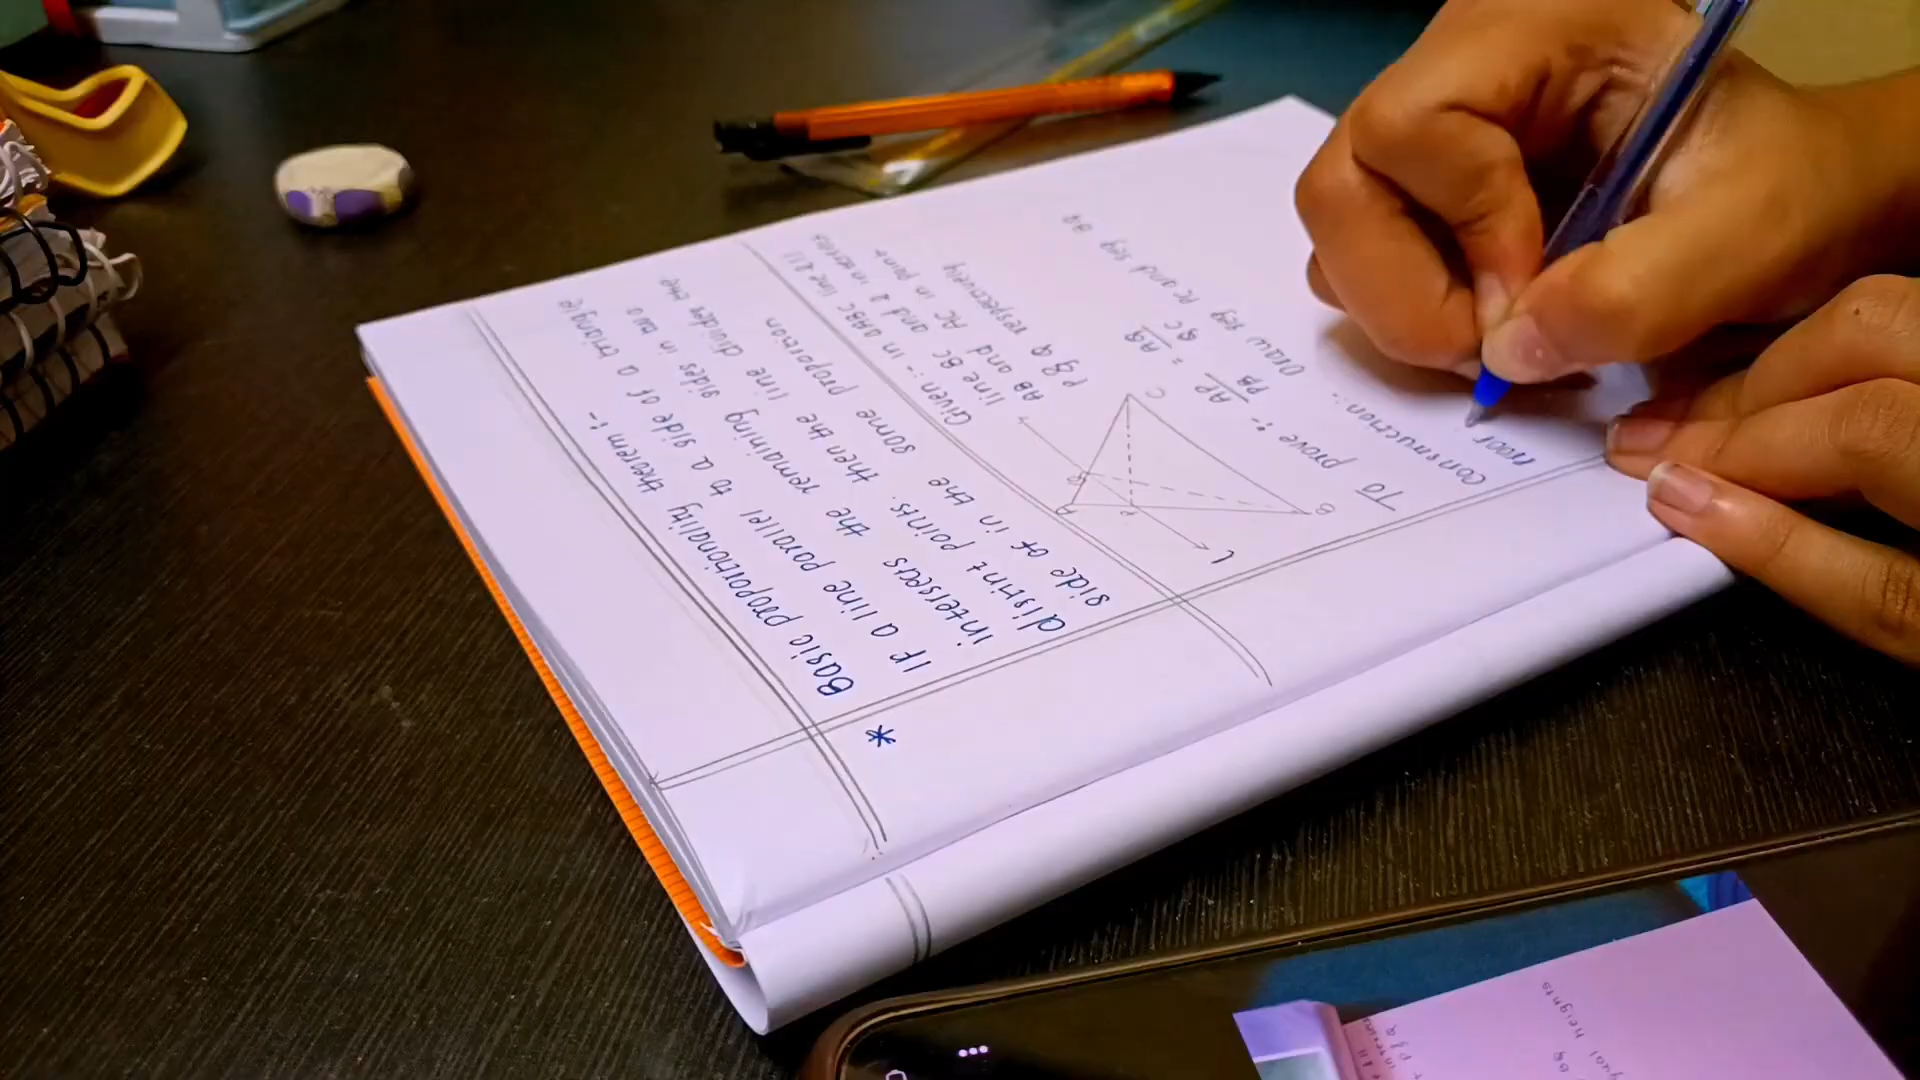 * Basic proportionality theorem :-
IF a line parallel to a side of a triangle
intersects the remaining sides in two
distint points. then the line divides the
side of in the same proportion
Given :- in ∆ABC line l ||
line BC and l intersects
AB and AC in point
P & Q respectively
A
B
C
P
Q
l
To prove :- AP/PB = AQ/QC
Construction :- Draw seg PC and seg BQ
Proof